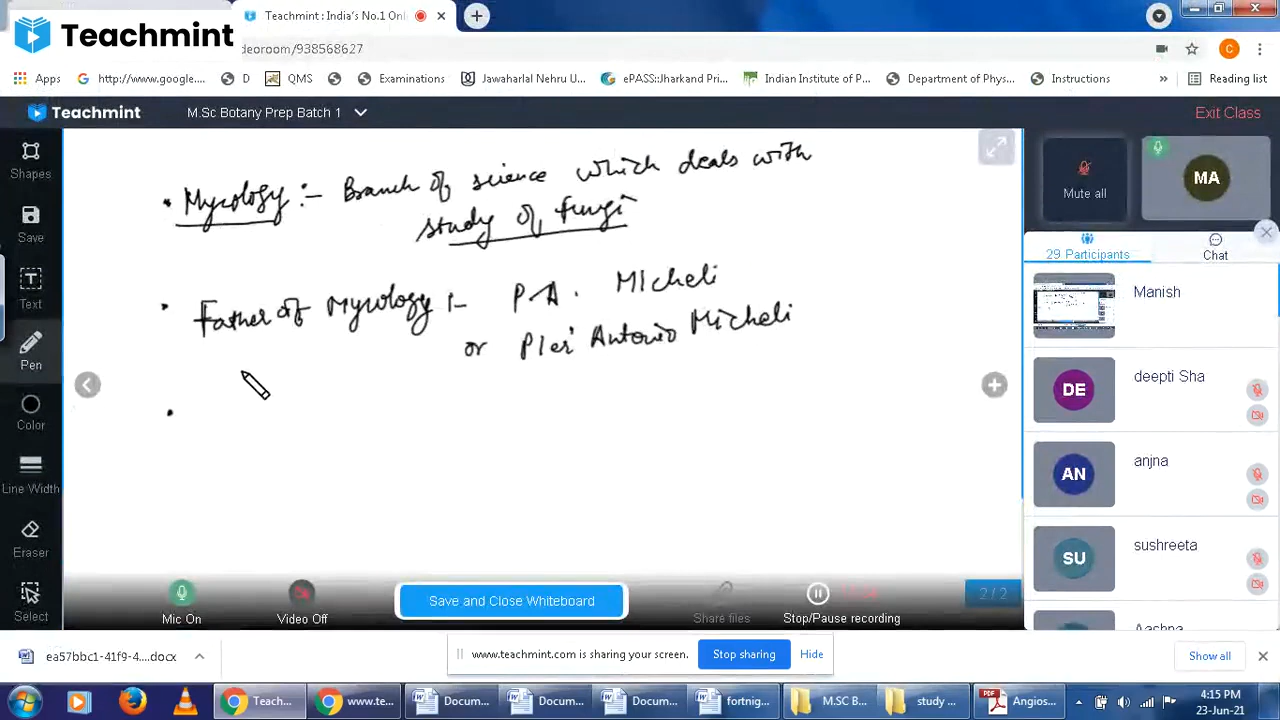 Teachmint : India's No.1 Onl
Teachmint
deoroom/938568627
C
Apps
http://www.google....
D
QMS
Examinations
Jawaharlal Nehru U...
ePASS::Jharkand Pri...
Indian Institute of P...
Department of Phys...
Instructions
»
Reading list
Teachmint
M.Sc Botany Prep Batch 1
Exit Class
Shapes
Save
Text
Pen
Color
Line Width
Eraser
Select
• Mycology :- Branch of science which deals with
study of fungi
• Father of Mycology :- P.A. Micheli
or Pier Antonio Micheli
•
Mute all
MA
29 Participants
Chat
Manish
DE
deepti Sha
AN
anjna
SU
sushreeta
Aashna
Mic On
Video Off
Save and Close Whiteboard
Share files
Stop/Pause recording
2 / 2
ea57bbc1-41f9-4....docx
www.teachmint.com is sharing your screen.
Stop sharing
Hide
Show all
Teach...
www.te...
Docum...
Docum...
Docum...
fortnig...
M.SC B...
study ...
PDF
Angios...
4:15 PM
23-Jun-21